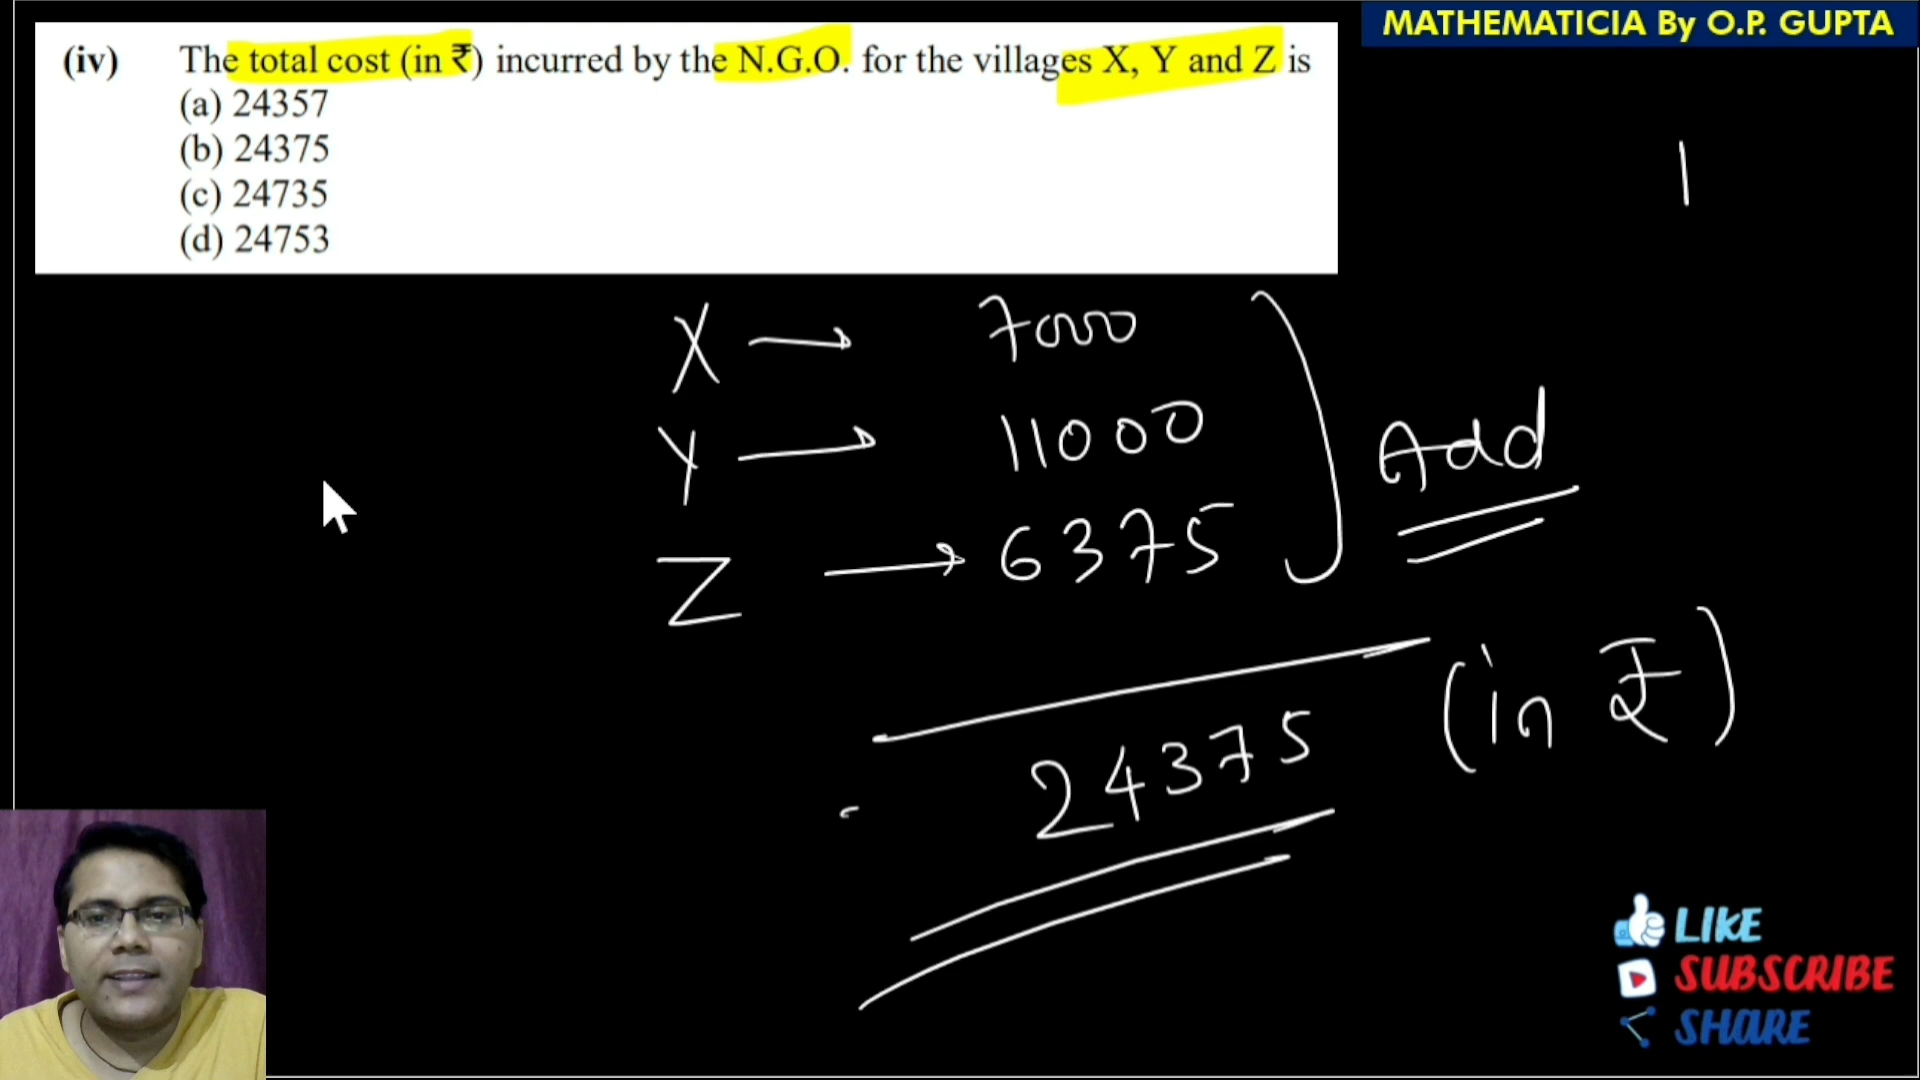 MATHEMATICIA By O.P. GUPTA
(iv) The total cost (in ₹) incurred by the N.G.O. for the villages X, Y and Z is
(a) 24357
(b) 24375
(c) 24735
(d) 24753
X → 7000
Y → 11000
Z → 6375
Add
24375 (in ₹)
LIKE
SUBSCRIBE
SHARE